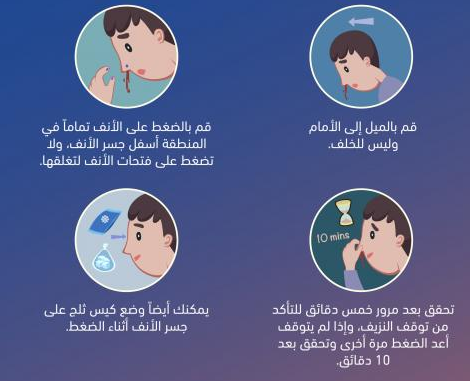 قم بالميل إلى الأمام
وليس للخلف.
قم بالضغط على الأنف تماماً في
المنطقة أسفل جسر الأنف، ولا
تضغط على فتحات الأنف لتغلقها.
10 mins
تحقق بعد مرور خمس دقائق للتأكد
من توقف النزيف، وإذا لم يتوقف
أعد الضغط مرة أخرى وتحقق بعد
10 دقائق.
يمكنك أيضاً وضع كيس ثلج على
جسر الأنف أثناء الضغط.